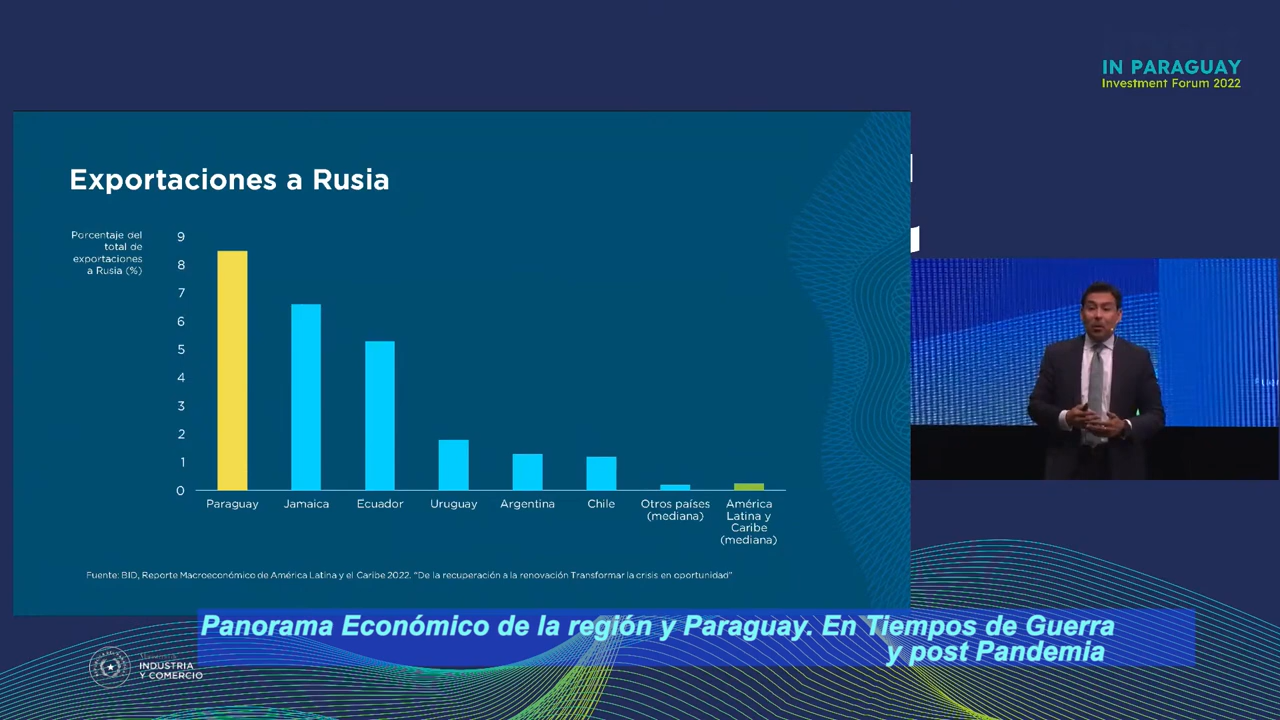 IN PARAGUAY
Investment Forum 2022
Exportaciones a Rusia
Porcentaje del
total de
exportaciones
a Rusia (%)
9
8
7
6
5
4
3
2
1
0
Paraguay
Jamaica
Ecuador
Uruguay
Argentina
Chile
Otros países
(mediana)
América
Latina y
Caribe
(mediana)
Fuente: BID, Reporte Macroeconómico de América Latina y el Caribe 2022. "De la recuperación a la renovación Transformar la crisis en oportunidad"
Panorama Económico de la región y Paraguay. En Tiempos de Guerra
y post Pandemia
INDUSTRIA
Y COMERCIO